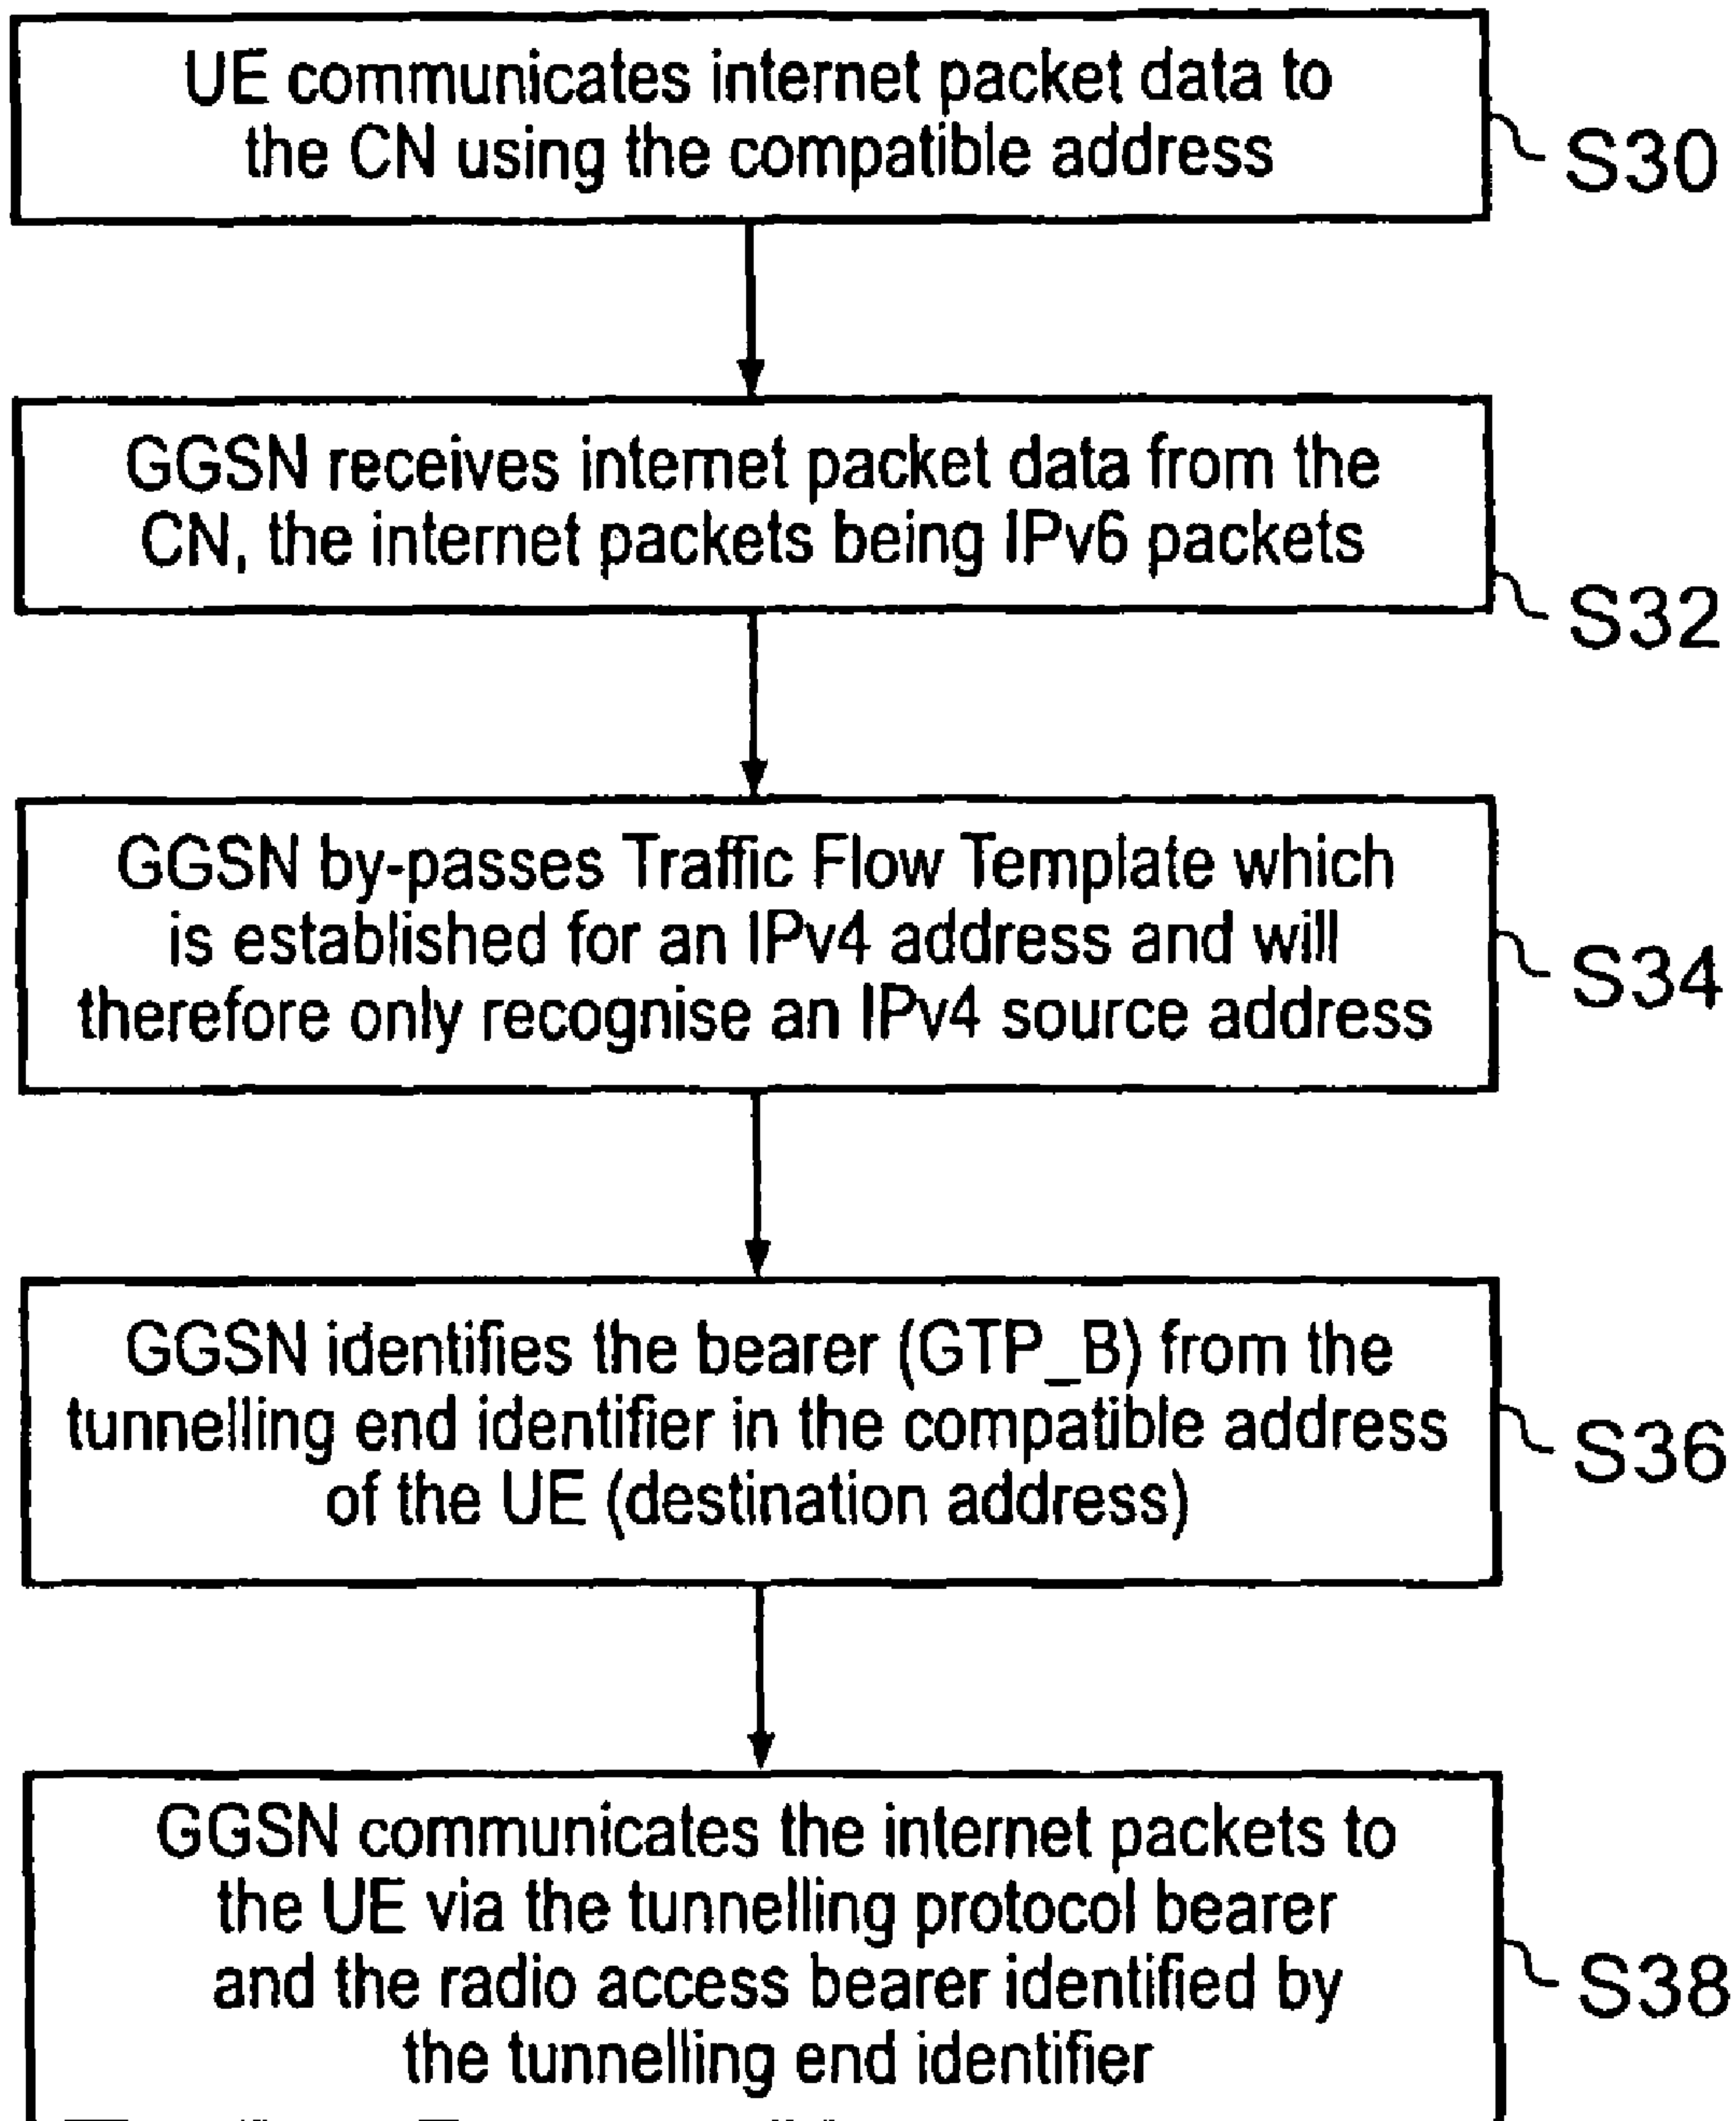 UE communicates internet packet data to
the CN using the compatible address
S30
GGSN receives internet packet data from the
CN, the internet packets being IPv6 packets
S32
GGSN by-passes Traffic Flow Template which
is established for an IPv4 address and will
therefore only recognise an IPv4 source address
S34
GGSN identifies the bearer (GTP_B) from the
tunnelling end identifier in the compatible address
of the UE (destination address)
S36
GGSN communicates the internet packets to
the UE via the tunnelling protocol bearer
and the radio access bearer identified by
the tunnelling end identifier
S38